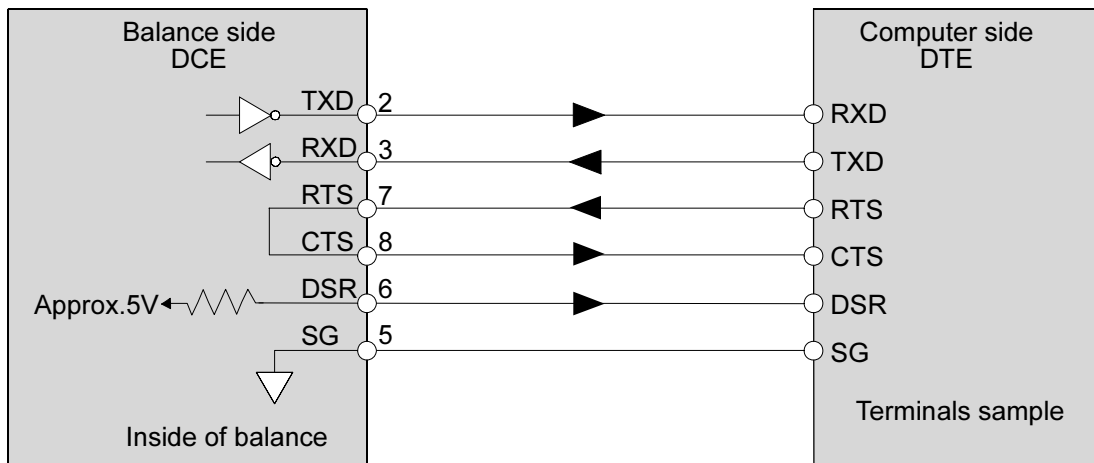 Balance side
DCE
Computer side
DTE
TXD 2
RXD
RXD 3
TXD
RTS 7
RTS
CTS 8
CTS
Approx.5V
DSR 6
DSR
SG 5
SG
Inside of balance
Terminals sample